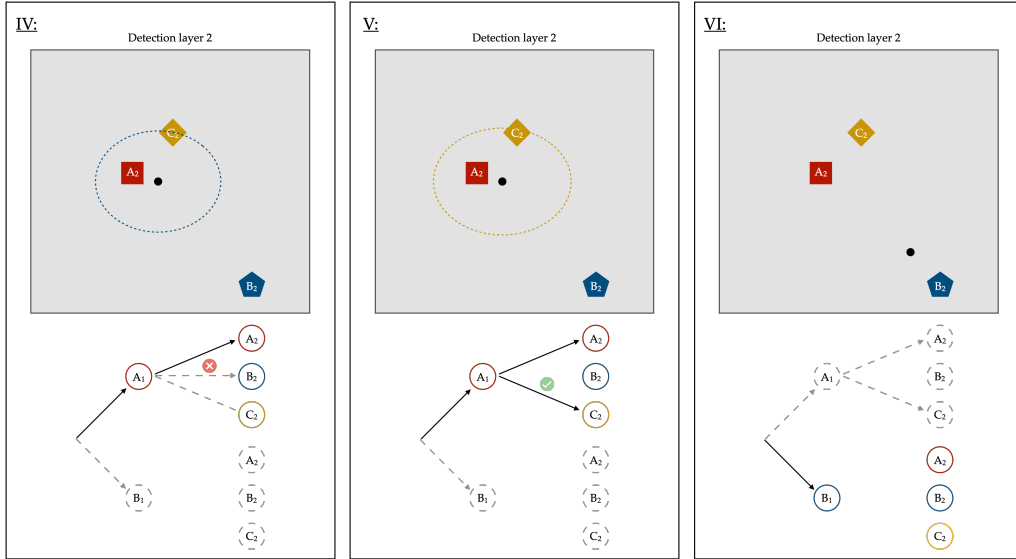 IV:
Detection layer 2
C₂
A₂
B₂
A₂
A₁
B₂
C₂
A₂
B₁
B₂
C₂
V:
Detection layer 2
C₂
A₂
B₂
A₂
A₁
B₂
C₂
A₂
B₁
B₂
C₂
VI:
Detection layer 2
C₂
A₂
B₂
A₂
A₁
B₂
C₂
A₂
B₁
B₂
C₂